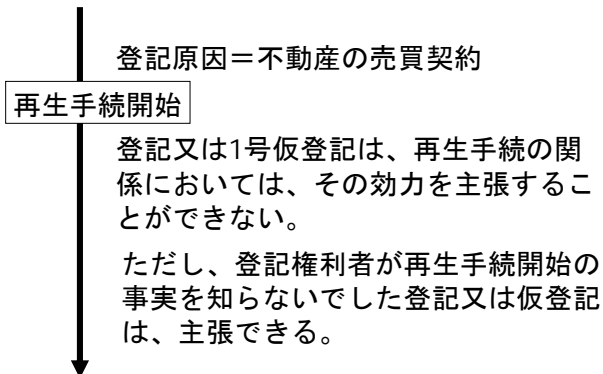 登記原因＝不動産の売買契約
再生手続開始
登記又は1号仮登記は、再生手続の関
係においては、その効力を主張するこ
とができない。
ただし、登記権利者が再生手続開始の
事実を知らないでした登記又は仮登記
は、主張できる。